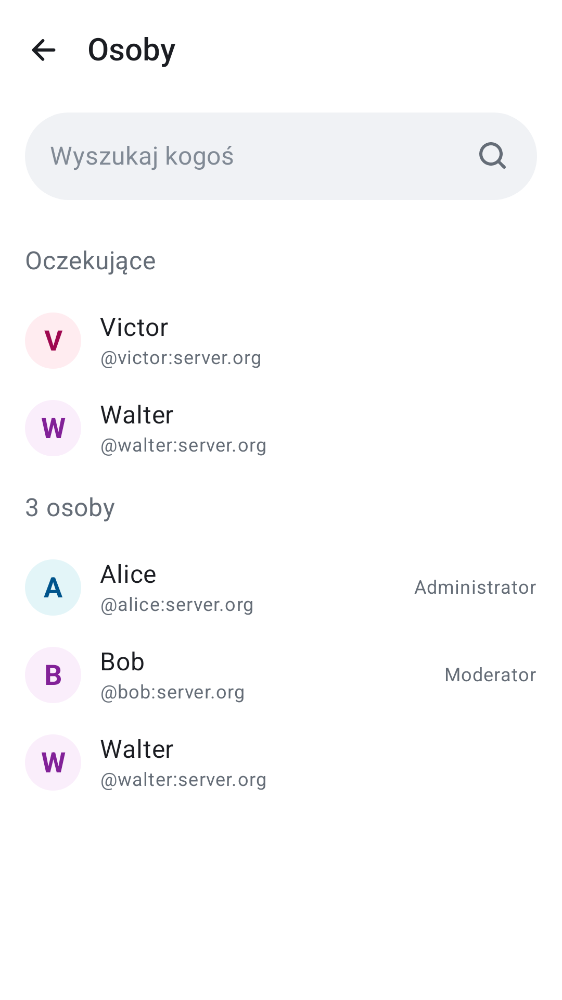 Osoby
Wyszukaj kogoś
Oczekujące
V
Victor
@victor:server.org
W
Walter
@walter:server.org
3 osoby
A
Alice
@alice:server.org
Administrator
B
Bob
@bob:server.org
Moderator
W
Walter
@walter:server.org